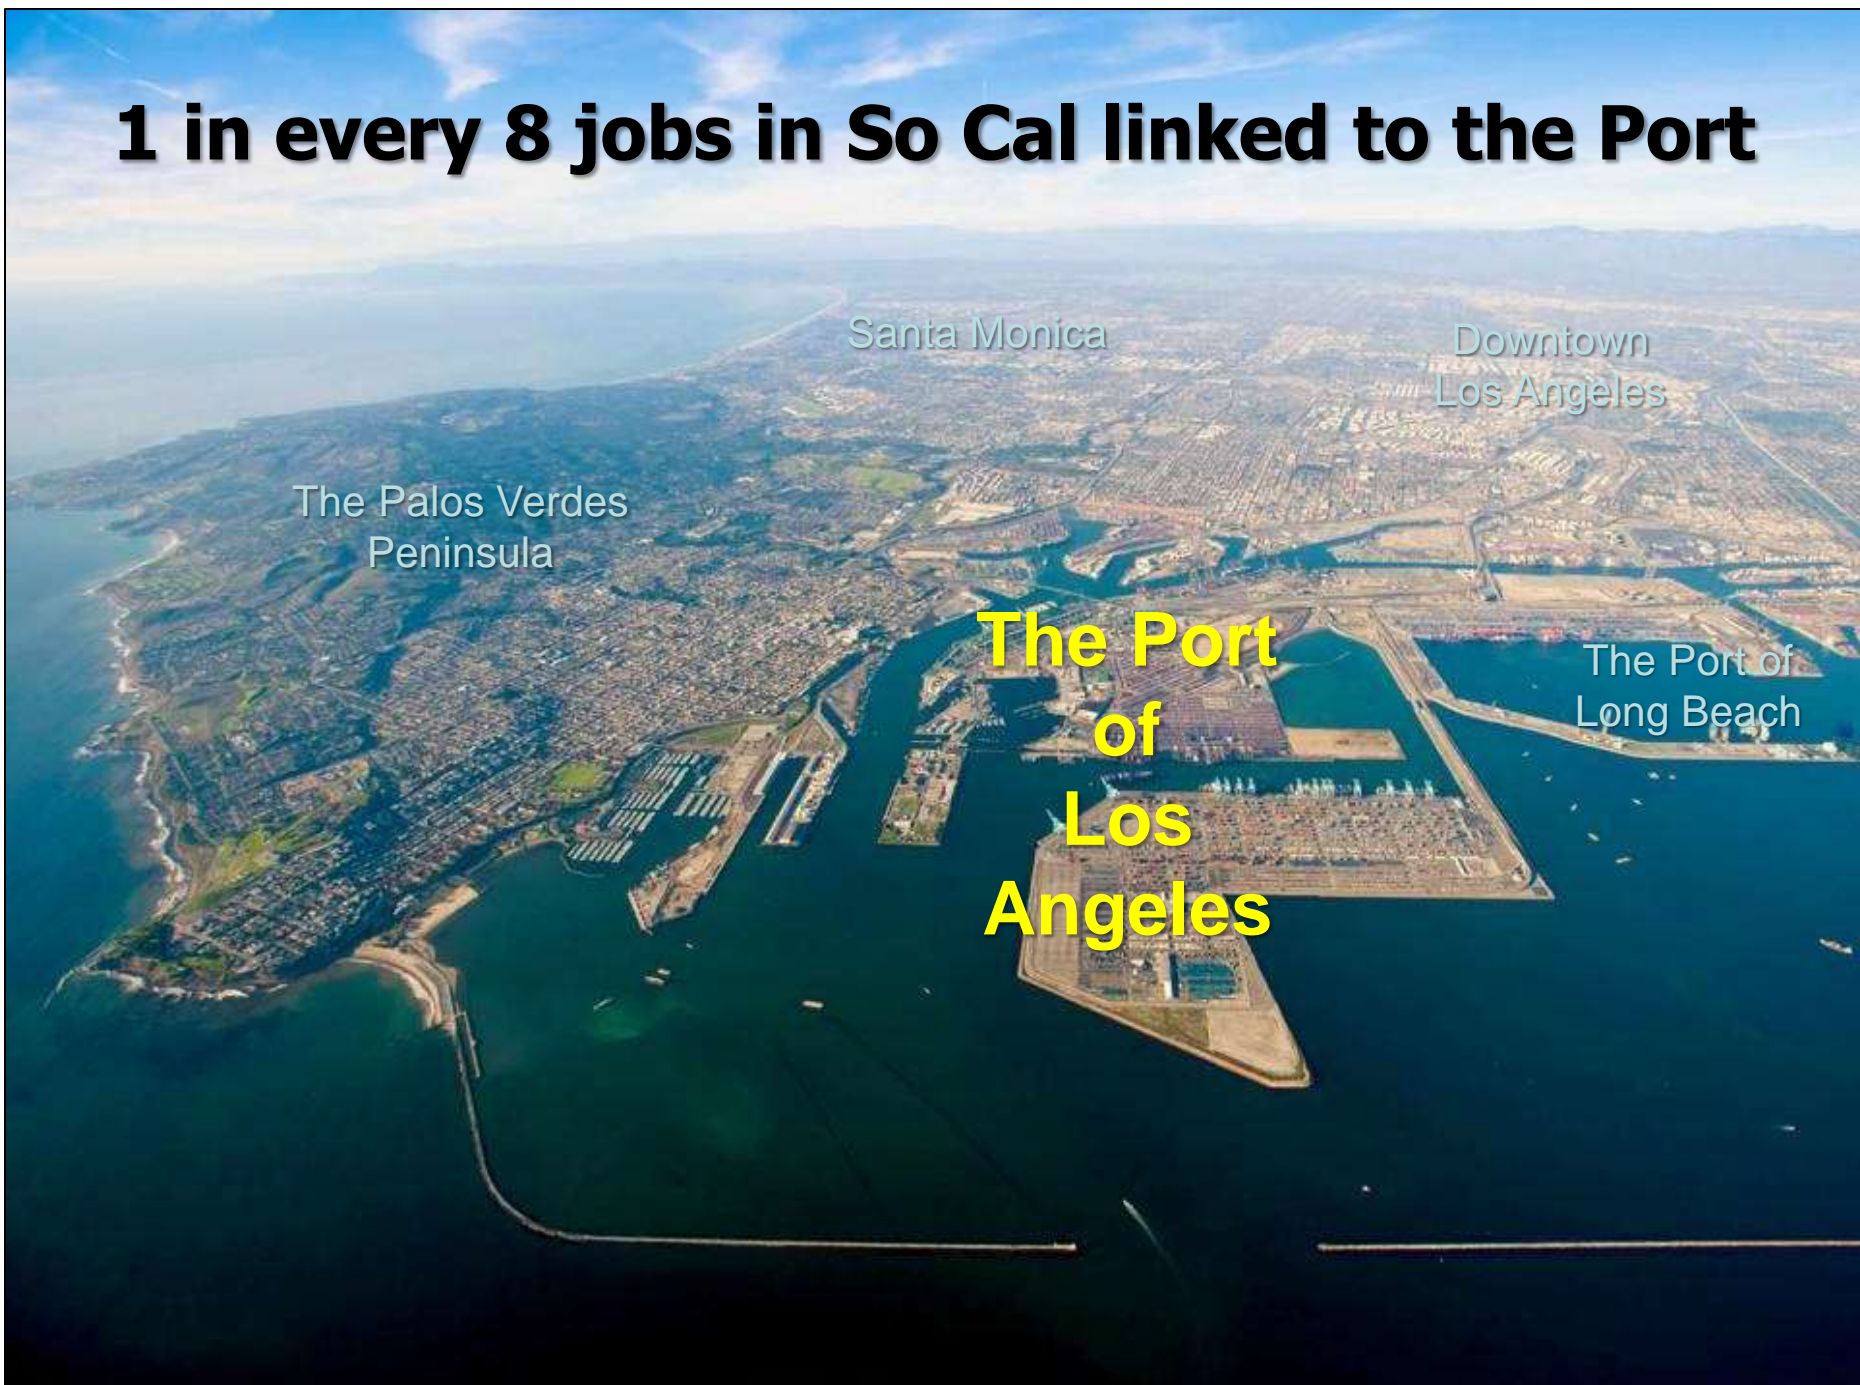 1 in every 8 jobs in So Cal linked to the Port
Santa Monica
Downtown
Los Angeles
The Palos Verdes
Peninsula
The Port
of
Los
Angeles
The Port of
Long Beach